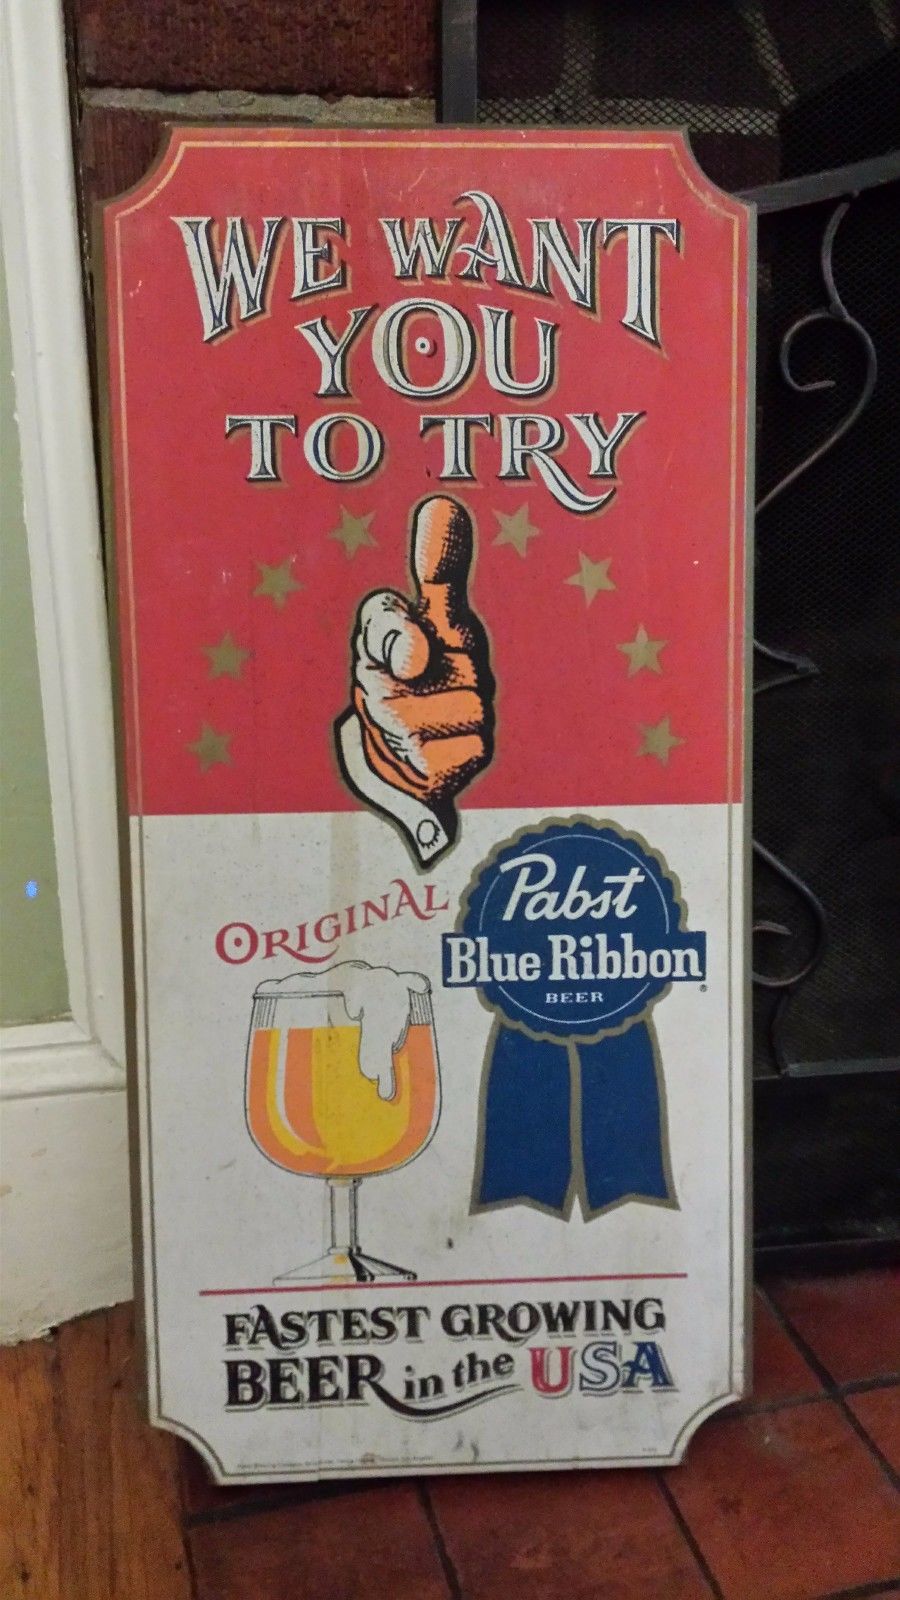 WE WANT
YOU
TO TRY
ORIGINAL
Pabst
Blue Ribbon®
BEER
FASTEST GROWING
BEER in the USA